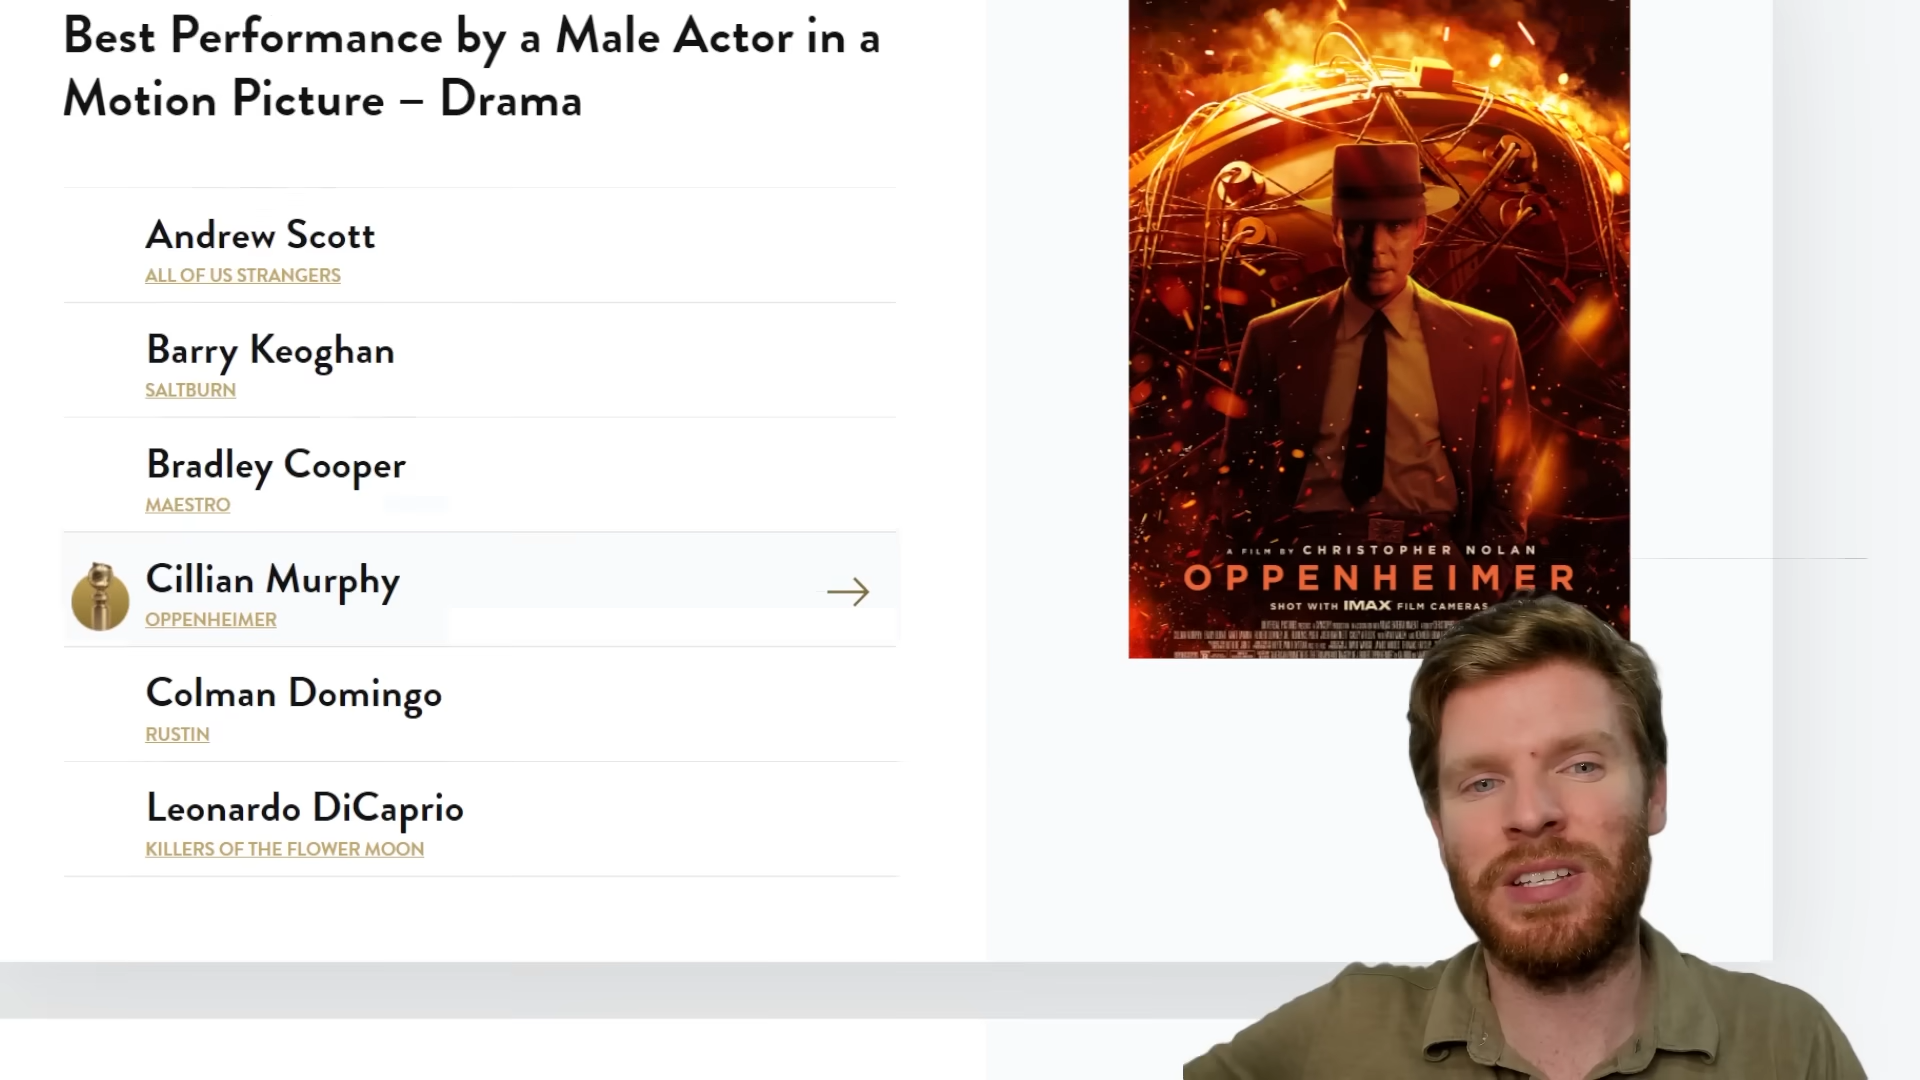 Best Performance by a Male Actor in a
Motion Picture – Drama
Andrew Scott
ALL OF US STRANGERS
Barry Keoghan
SALTBURN
Bradley Cooper
MAESTRO
Cillian Murphy
OPPENHEIMER
Colman Domingo
RUSTIN
Leonardo DiCaprio
KILLERS OF THE FLOWER MOON
A FILM BY CHRISTOPHER NOLAN
OPPENHEIMER
SHOT WITH IMAX FILM CAMERAS